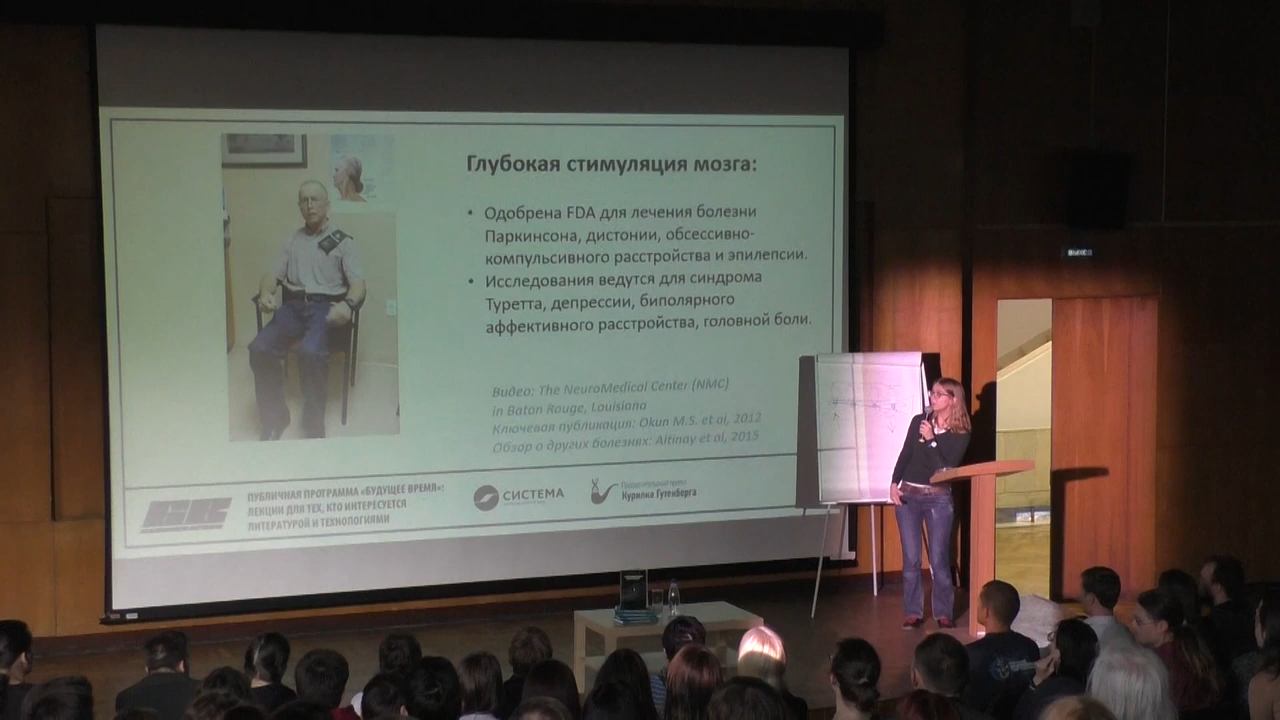 Глубокая стимуляция мозга:
• Одобрена FDA для лечения болезни
Паркинсона, дистонии, обсессивно-
компульсивного расстройства и эпилепсии.
• Исследования ведутся для синдрома
Туретта, депрессии, биполярного
аффективного расстройства, головной боли.
Видео: The NeuroMedical Center (NMC)
in Baton Rouge, Louisiana
Ключевая публикация: Okun M.S. et al, 2012
Обзор о других болезнях: Altinay et al, 2015
ПУБЛИЧНАЯ ПРОГРАММА «БУДУЩЕЕ ВРЕМЯ»:
ЛЕКЦИИ ДЛЯ ТЕХ, КТО ИНТЕРЕСУЕТСЯ
ЛИТЕРАТУРОЙ И ТЕХНОЛОГИЯМИ
СИСТЕМА
Просветительский проект
Курилка Гутенберга
ВЫХОД